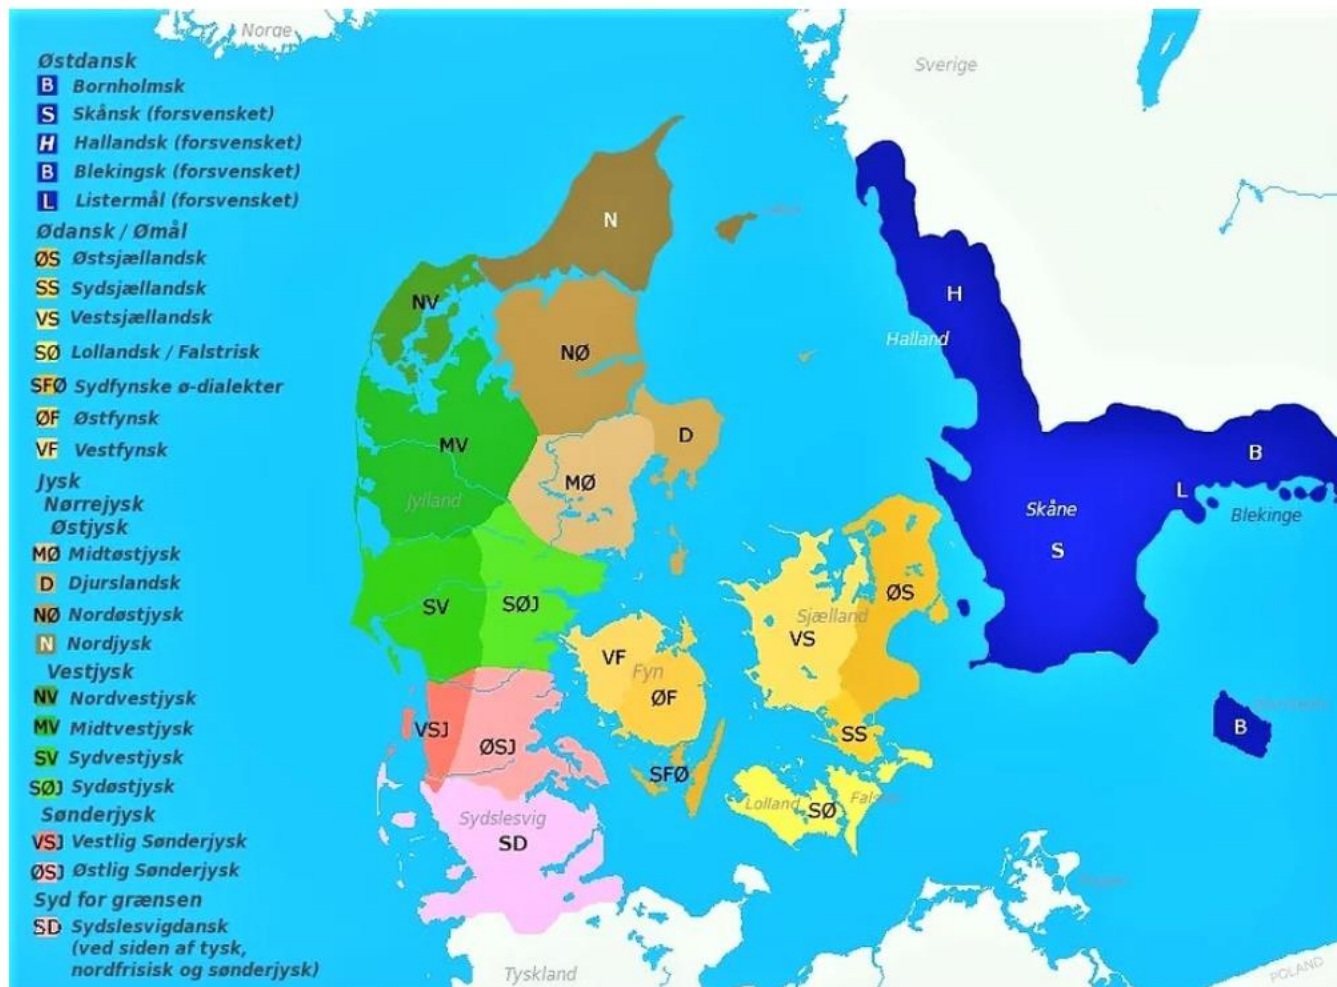 Østdansk
B Bornholmsk
S Skånsk (forsvensket)
H Hallandsk (forsvensket)
B Blekingsk (forsvensket)
L Listermål (forsvensket)
Ødansk / Ømål
ØS Østsjællandsk
SS Sydsjællandsk
VS Vestsjællandsk
SØ Lollandsk / Falstrisk
SFØ Sydfynske ø-dialekter
ØF Østfynsk
VF Vestfynsk
Jysk
Nørrejysk
Østjysk
MØ Midtøstjysk
D Djurslandsk
NØ Nordøstjysk
N Nordjysk
Vestjysk
NV Nordvestjysk
MV Midtvestjysk
SV Sydvestjysk
SØJ Sydøstjysk
Sønderjysk
VSJ Vestlig Sønderjysk
ØSJ Østlig Sønderjysk
Syd for grænsen
SD Sydslesvigdansk
(ved siden af tysk,
nordfrisisk og sønderjysk)
Norge
Sverige
N
NV
H
Halland
NØ
D
MV
MØ
B
Jylland
L
Skåne
Blekinge
S
SV
SØJ
ØS
Sjælland
VS
VF
Fyn
ØF
VSJ
ØSJ
SS
B
SFØ
Lolland
SØ
Sydslesvig
SD
Tyskland
POLAND